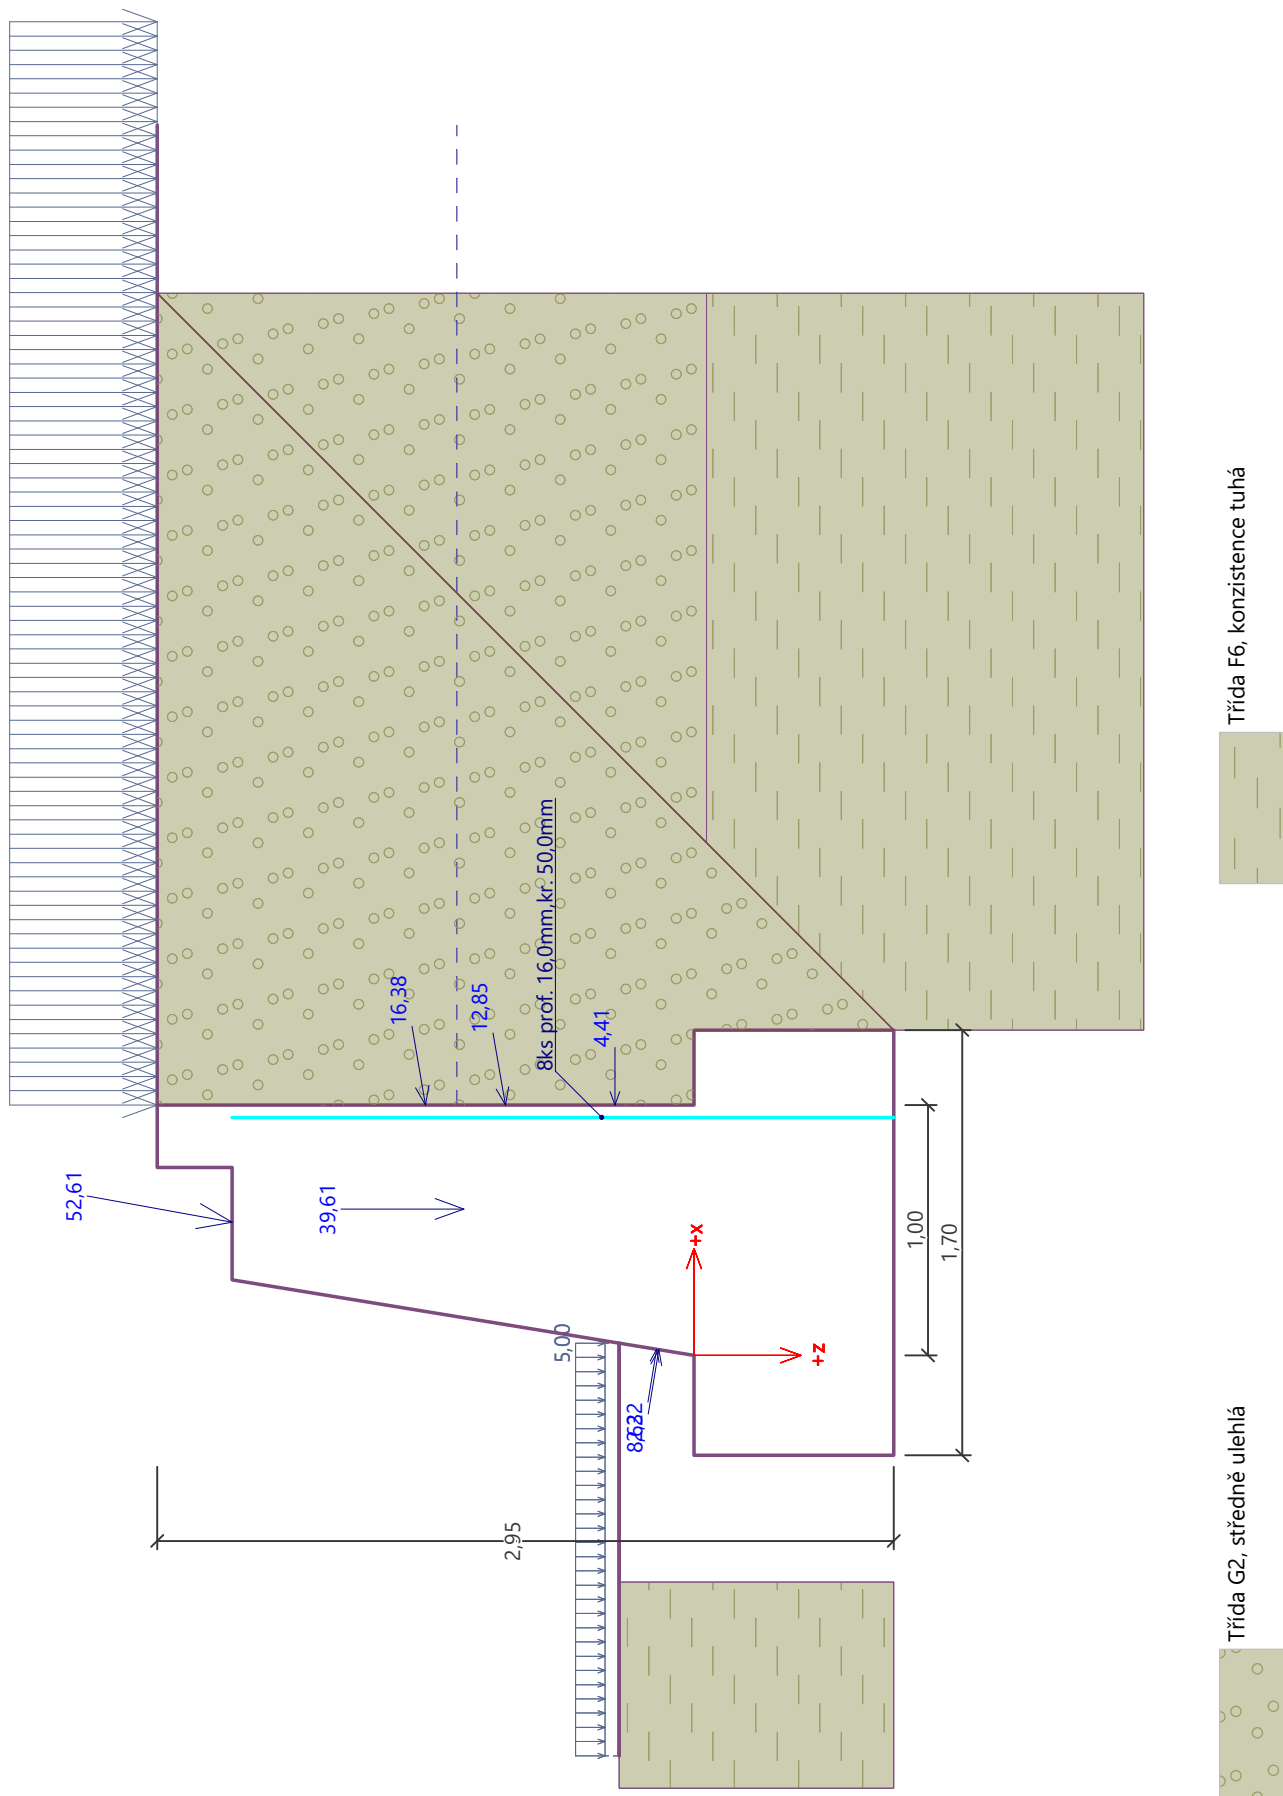 52,61
39,61
16,38
12,85
8ks prof. 16,0mm,kr. 50,0mm
4,41
5,00
+x
+z
1,00
1,70
2,95
Třída F6, konzistence tuhá
Třída G2, středně ulehlá